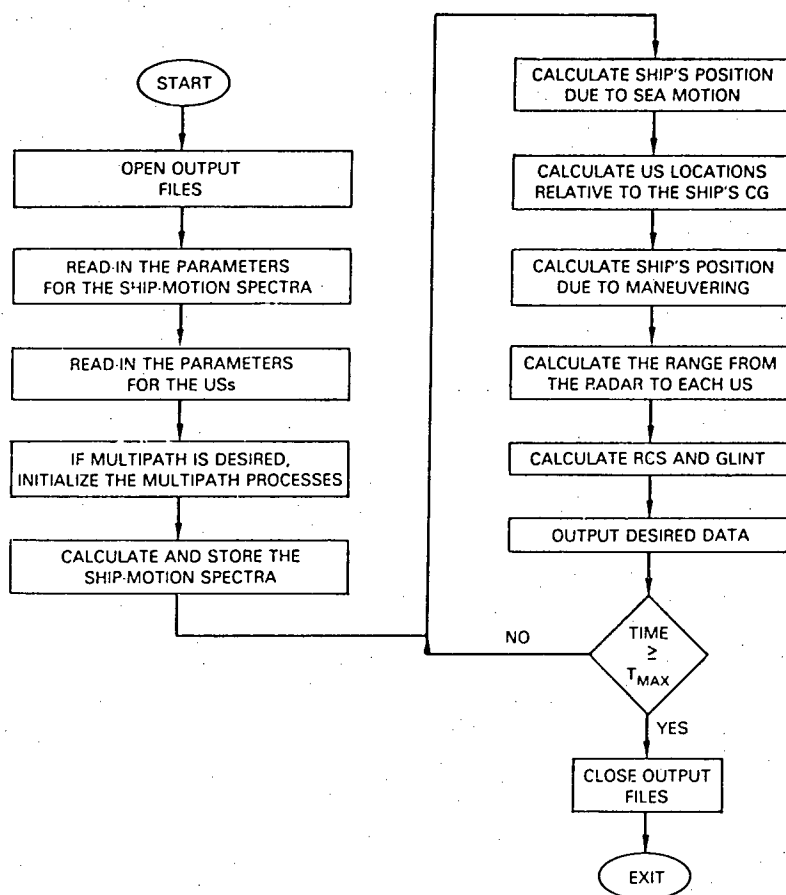 START
OPEN OUTPUT
FILES
READ-IN THE PARAMETERS
FOR THE SHIP-MOTION SPECTRA
READ-IN THE PARAMETERS
FOR THE USs
IF MULTIPATH IS DESIRED,
INITIALIZE THE MULTIPATH PROCESSES
CALCULATE AND STORE THE
SHIP-MOTION SPECTRA
CALCULATE SHIP'S POSITION
DUE TO SEA MOTION
CALCULATE US LOCATIONS
RELATIVE TO THE SHIP'S CG
CALCULATE SHIP'S POSITION
DUE TO MANEUVERING
CALCULATE THE RANGE FROM
THE RADAR TO EACH US
CALCULATE RCS AND GLINT
OUTPUT DESIRED DATA
NO
TIME
≥
TMAX
YES
CLOSE OUTPUT
FILES
EXIT